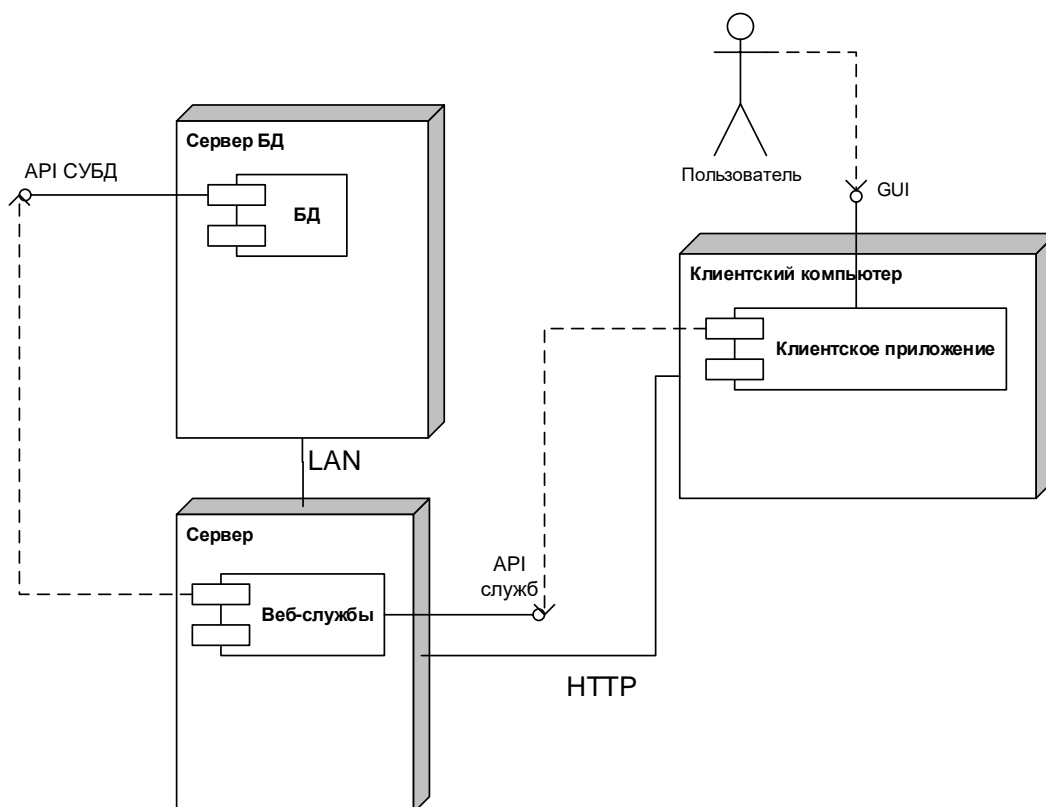 Сервер БД
API СУБД
БД
Пользователь
GUI
Клиентский компьютер
Клиентское приложение
LAN
Сервер
API
служб
Веб-службы
HTTP